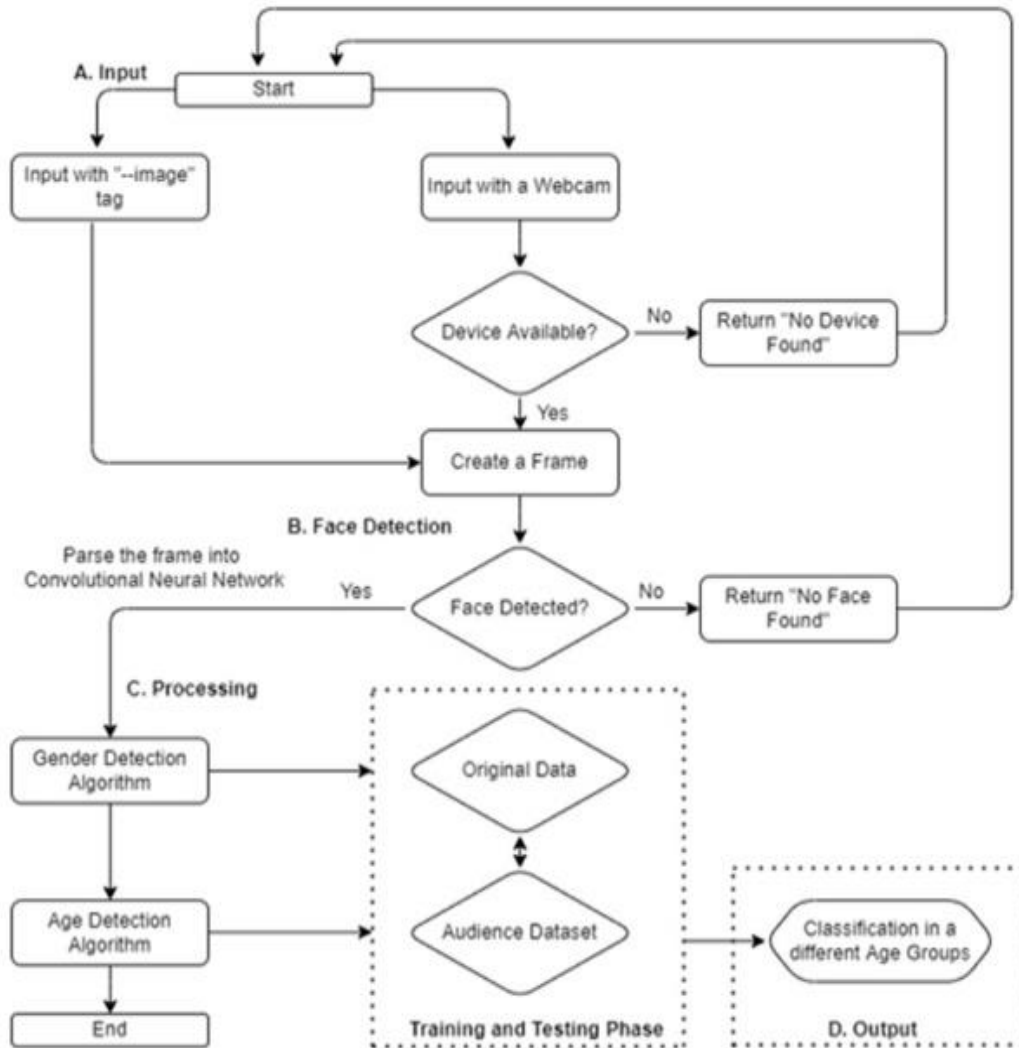 A. Input
Start
Input with "--image"
tag
Input with a Webcam
Device Available?
No
Return "No Device
Found"
Yes
Create a Frame
B. Face Detection
Parse the frame into
Convolutional Neural Network
Yes
Face Detected?
No
Return "No Face
Found"
C. Processing
Gender Detection
Algorithm
Original Data
Age Detection
Algorithm
Audience Dataset
Classification in a
different Age Groups
End
Training and Testing Phase
D. Output